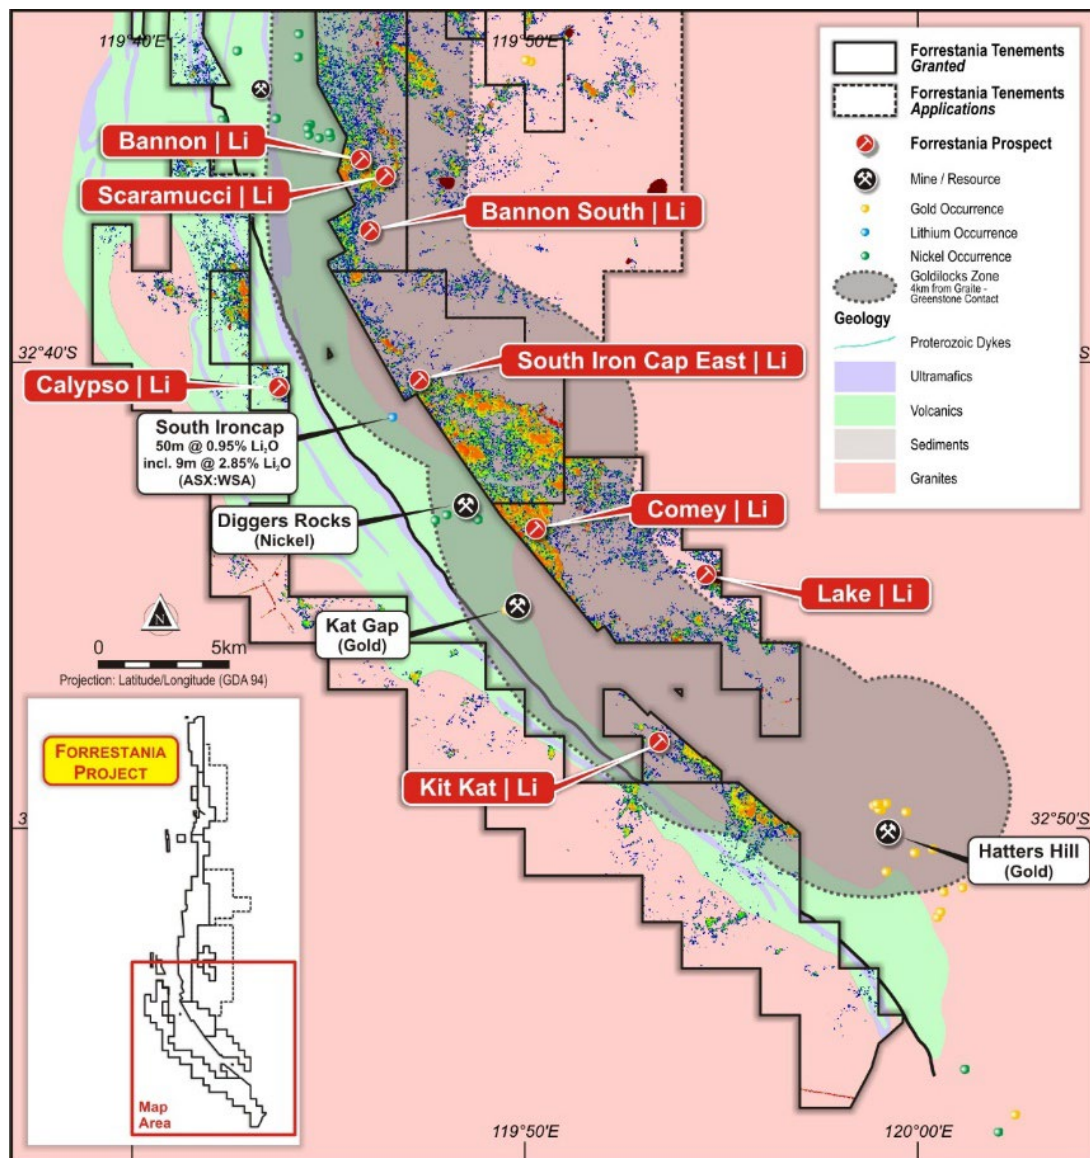 119°40'E
119°50'E
Bannon | Li
Scaramucci | Li
Bannon South | Li
32°40'S
South Iron Cap East | Li
Calypso | Li
South Ironcap
50m @ 0.95% Li₂O
incl. 9m @ 2.85% Li₂O
(ASX:WSA)
Diggers Rocks
(Nickel)
Comey | Li
Lake | Li
Kat Gap
(Gold)
N
0 5km
Projection: Latitude/Longitude (GDA 94)
Kit Kat | Li
32°50'S
Hatters Hill
(Gold)
119°50'E
120°00'E
FORRESTANIA
PROJECT
Map
Area
Forrestania Tenements
Granted
Forrestania Tenements
Applications
Forrestania Prospect
Mine / Resource
Gold Occurrence
Lithium Occurrence
Nickel Occurrence
Goldilocks Zone
4km from Graite -
Greenstone Contact
Geology
Proterozoic Dykes
Ultramafics
Volcanics
Sediments
Granites